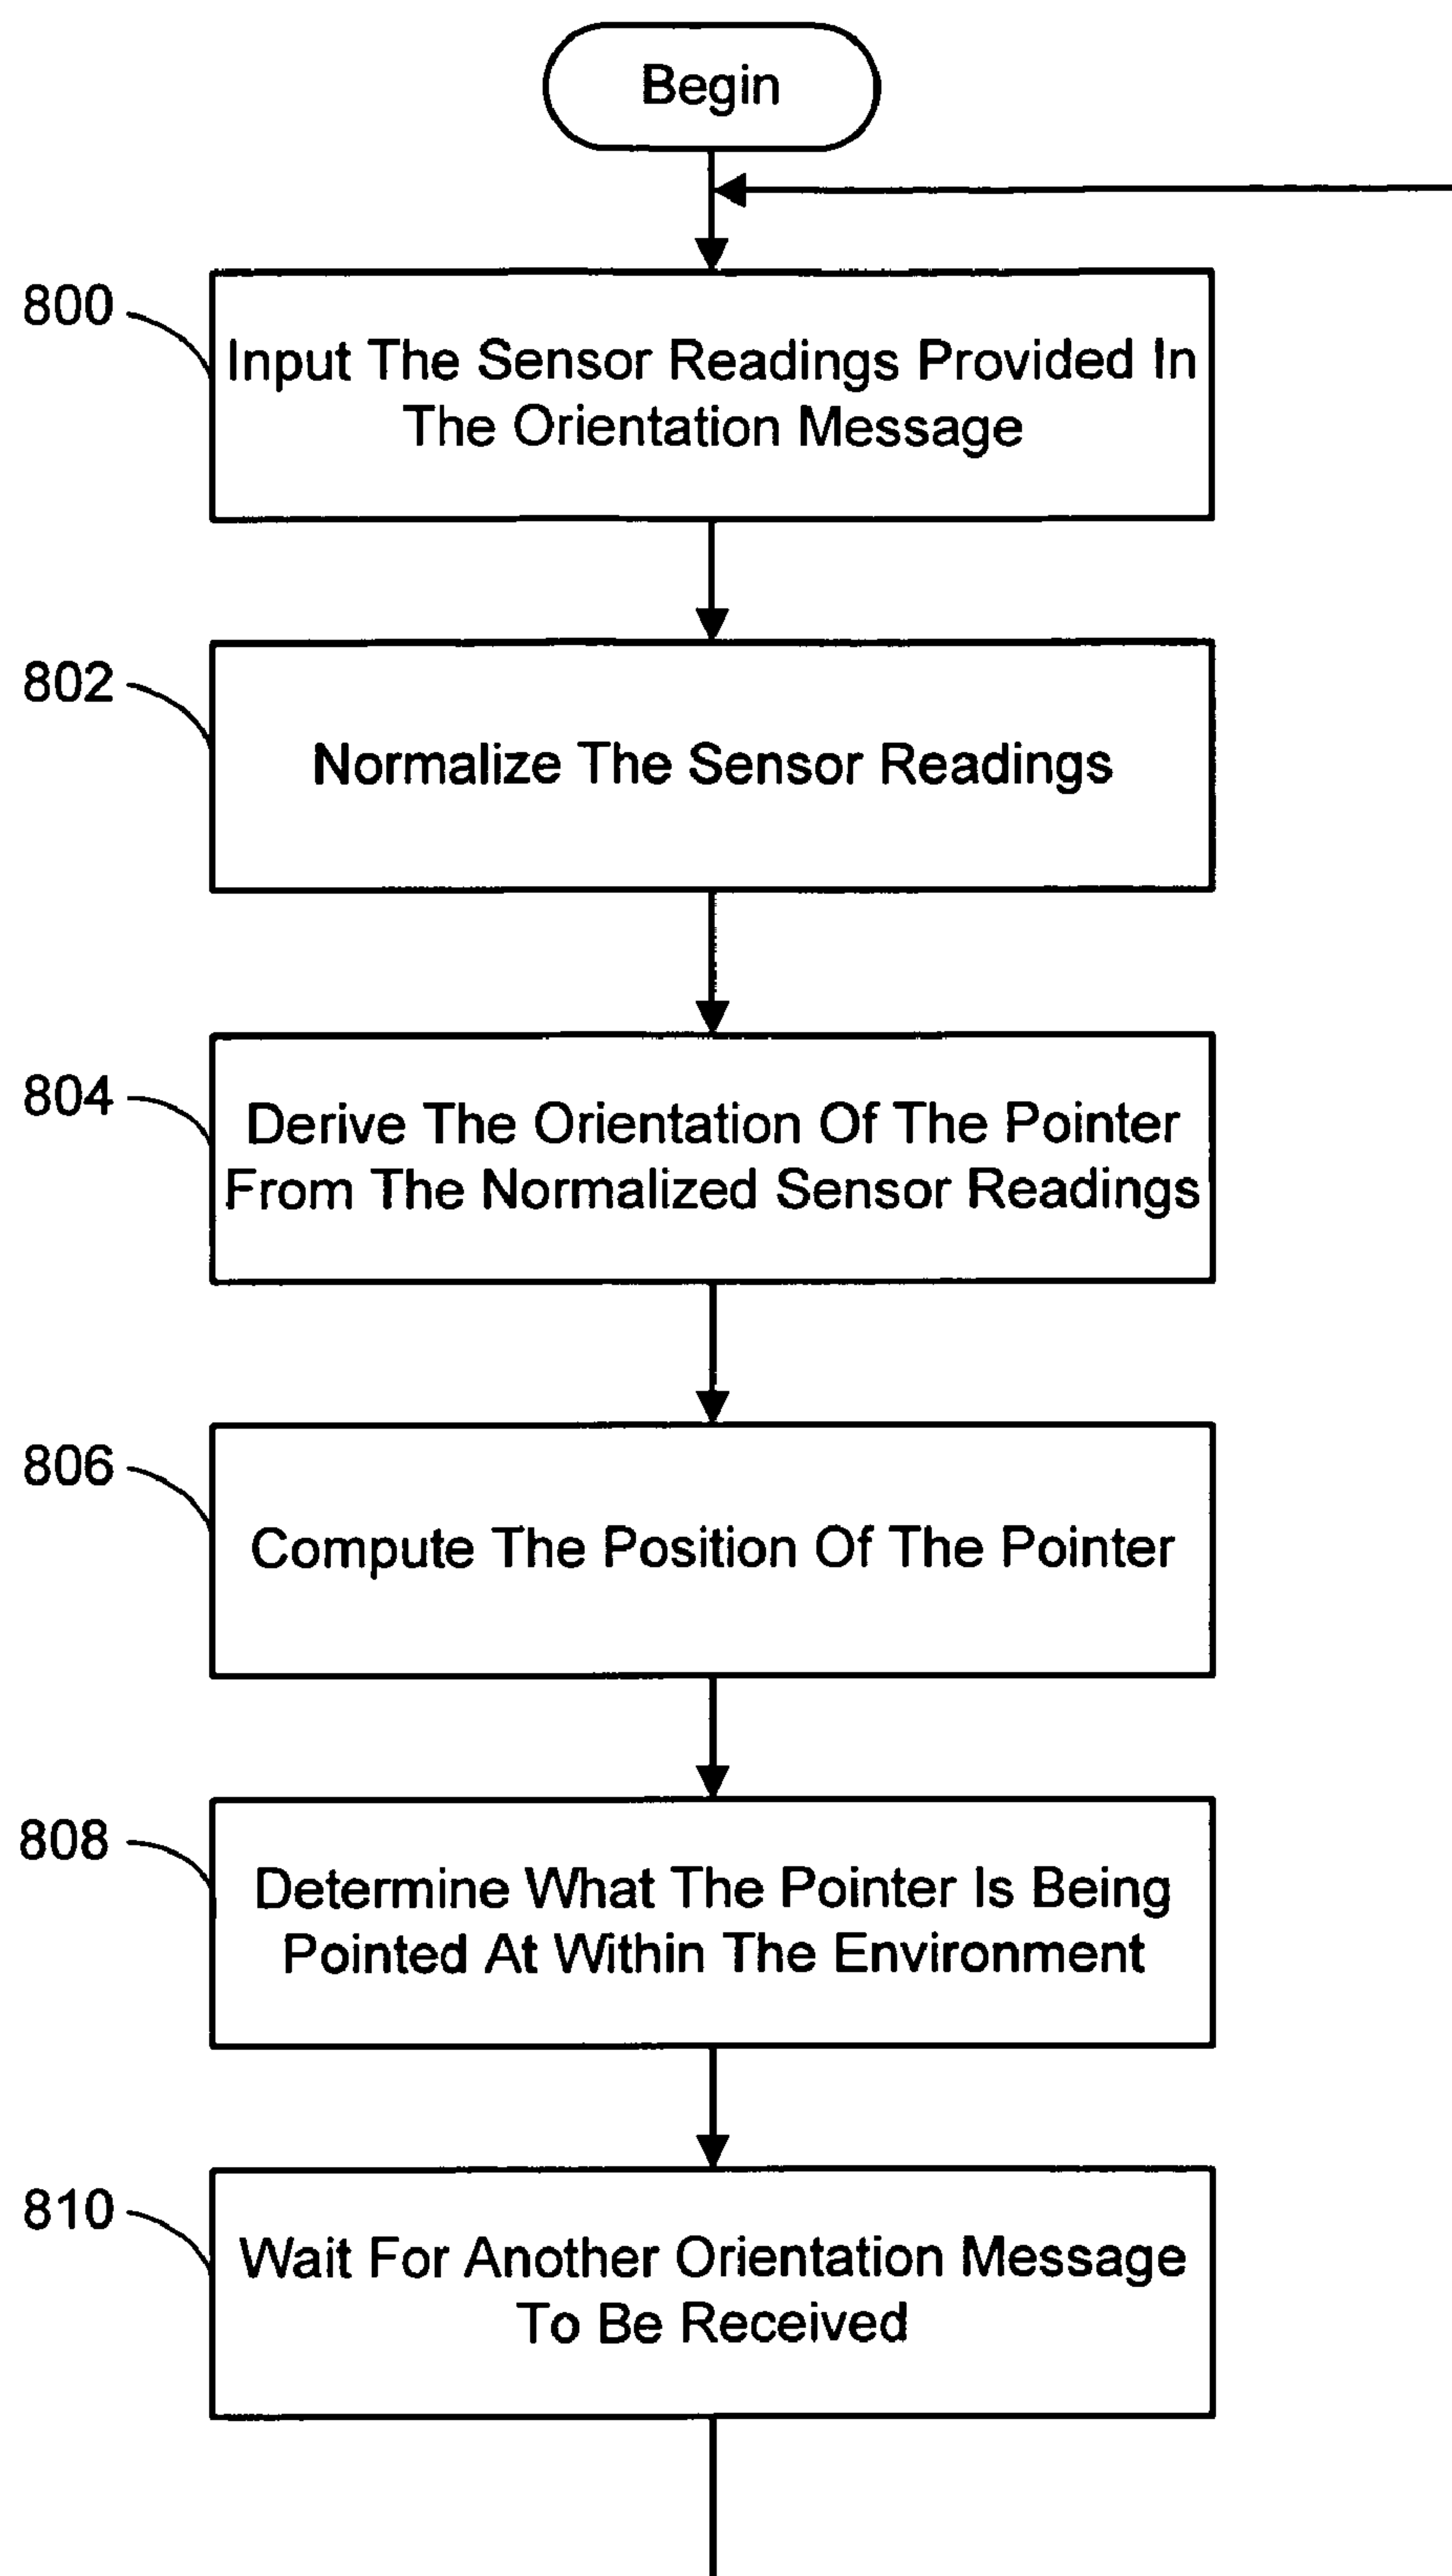 Begin
800
Input The Sensor Readings Provided In
The Orientation Message
802
Normalize The Sensor Readings
804
Derive The Orientation Of The Pointer
From The Normalized Sensor Readings
806
Compute The Position Of The Pointer
808
Determine What The Pointer Is Being
Pointed At Within The Environment
810
Wait For Another Orientation Message
To Be Received